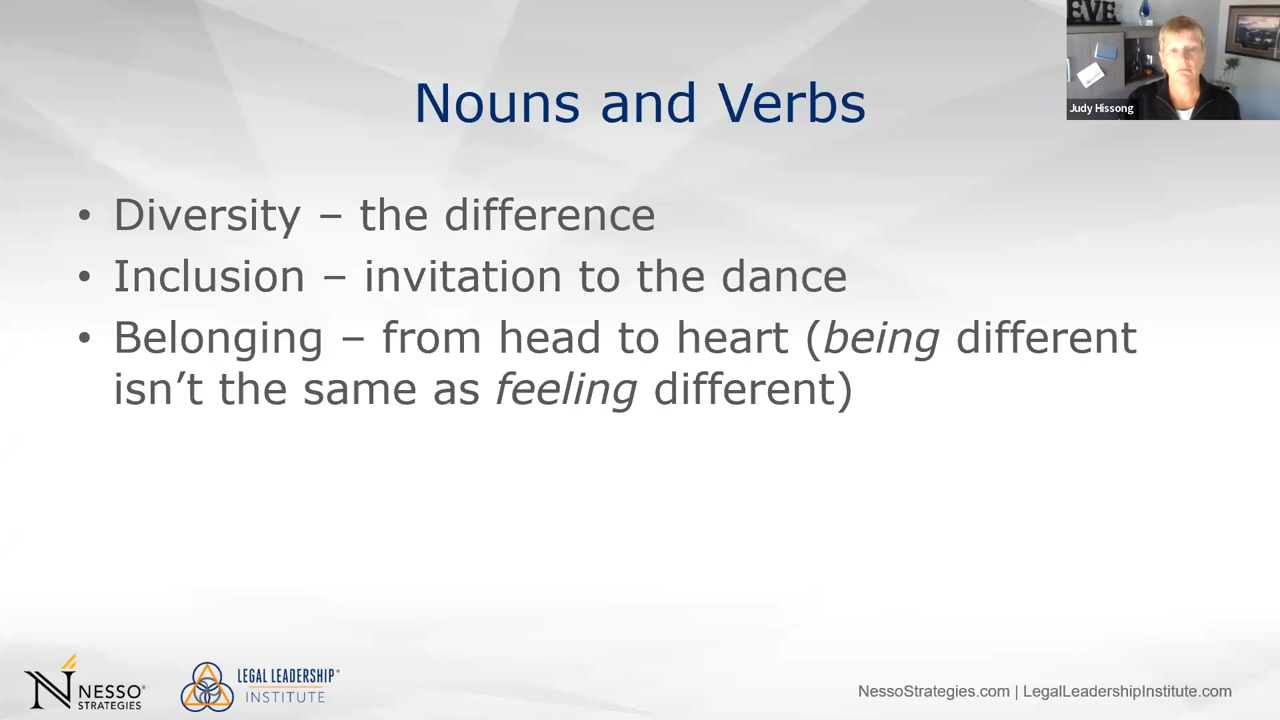 EVE
Judy Hissong
Nouns and Verbs
• Diversity – the difference
• Inclusion – invitation to the dance
• Belonging – from head to heart (being different
isn’t the same as feeling different)
NESSO
STRATEGIES
LEGAL LEADERSHIP
INSTITUTE
NessoStrategies.com | LegalLeadershipInstitute.com